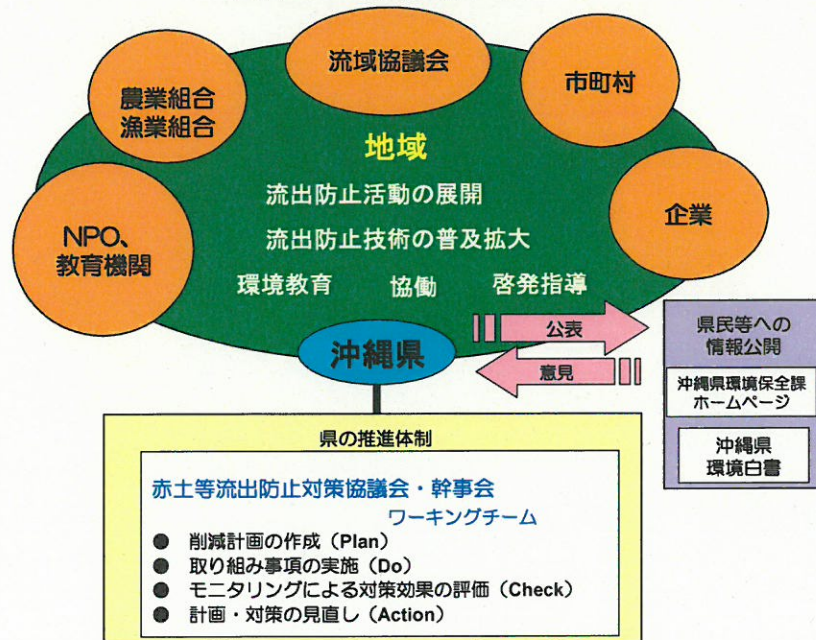 流域協議会
農業組合
漁業組合
市町村
地域
流出防止活動の展開
NPO、
教育機関
企業
流出防止技術の普及拡大
環境教育 協働 啓発指導
沖縄県
公表
意見
県民等への
情報公開
沖縄県環境保全課
ホームページ
沖縄県
環境白書
県の推進体制
赤土等流出防止対策協議会・幹事会
ワーキングチーム
● 削減計画の作成（Plan）
● 取り組み事項の実施（Do）
● モニタリングによる対策効果の評価（Check）
● 計画・対策の見直し（Action）